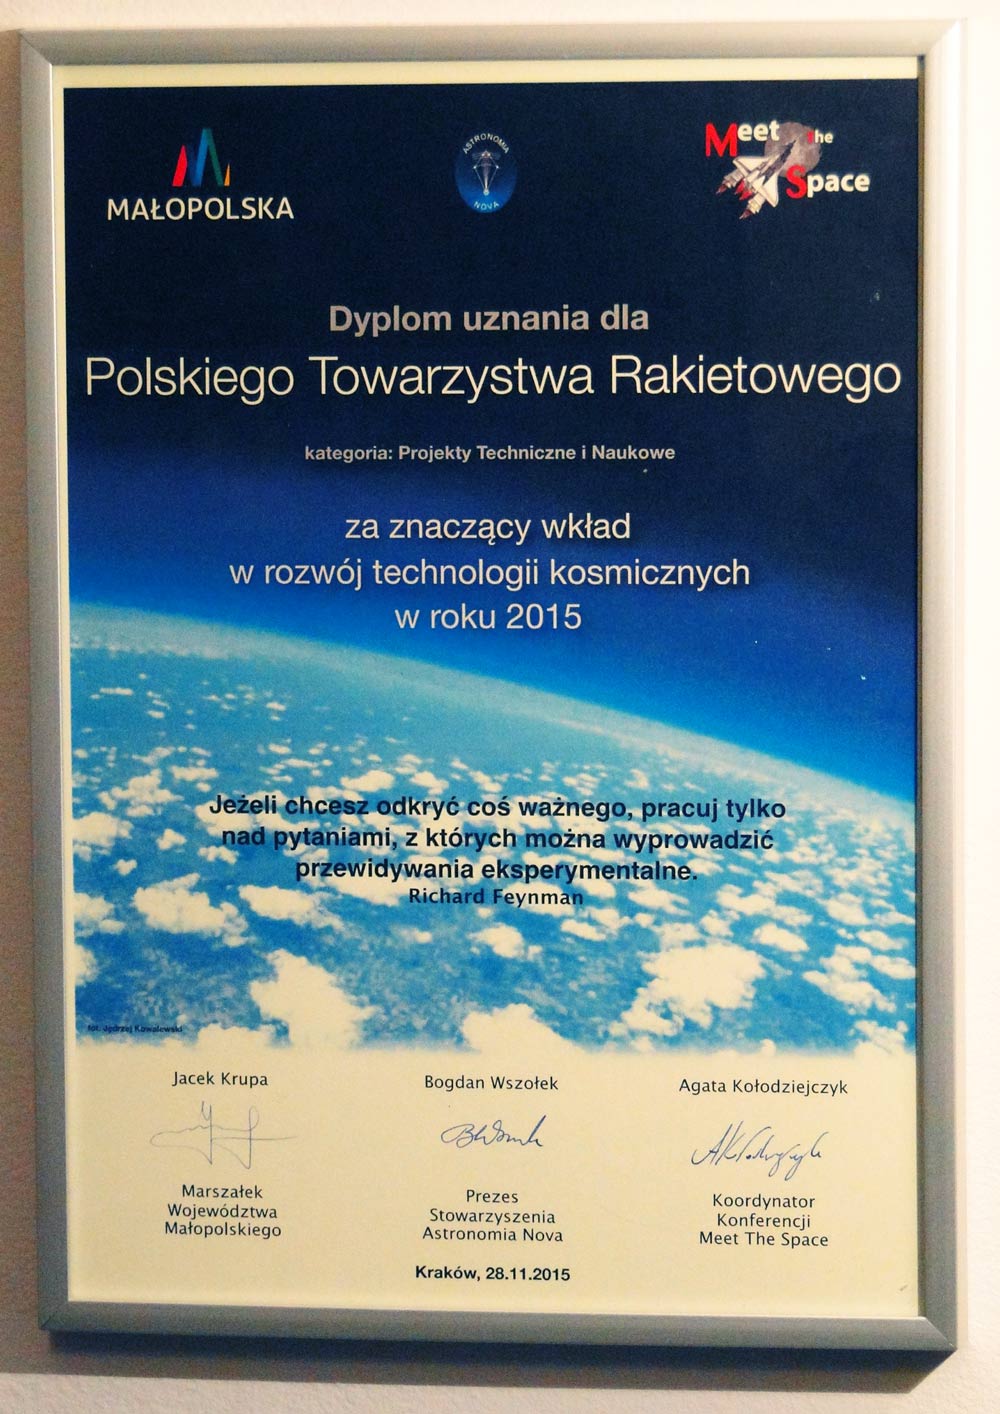 MAŁOPOLSKA
ASTRONOMIA
NOVA
Meet the
Space
Dyplom uznania dla
Polskiego Towarzystwa Rakietowego
kategoria: Projekty Techniczne i Naukowe
za znaczący wkład
w rozwój technologii kosmicznych
w roku 2015
Jeżeli chcesz odkryć coś ważnego, pracuj tylko
nad pytaniami, z których można wyprowadzić
przewidywania eksperymentalne.
Richard Feynman
fot. Jędrzej Kowalewski
Jacek Krupa
Marszałek
Województwa
Małopolskiego
Bogdan Wszołek
Prezes
Stowarzyszenia
Astronomia Nova
Agata Kołodziejczyk
Koordynator
Konferencji
Meet The Space
Kraków, 28.11.2015